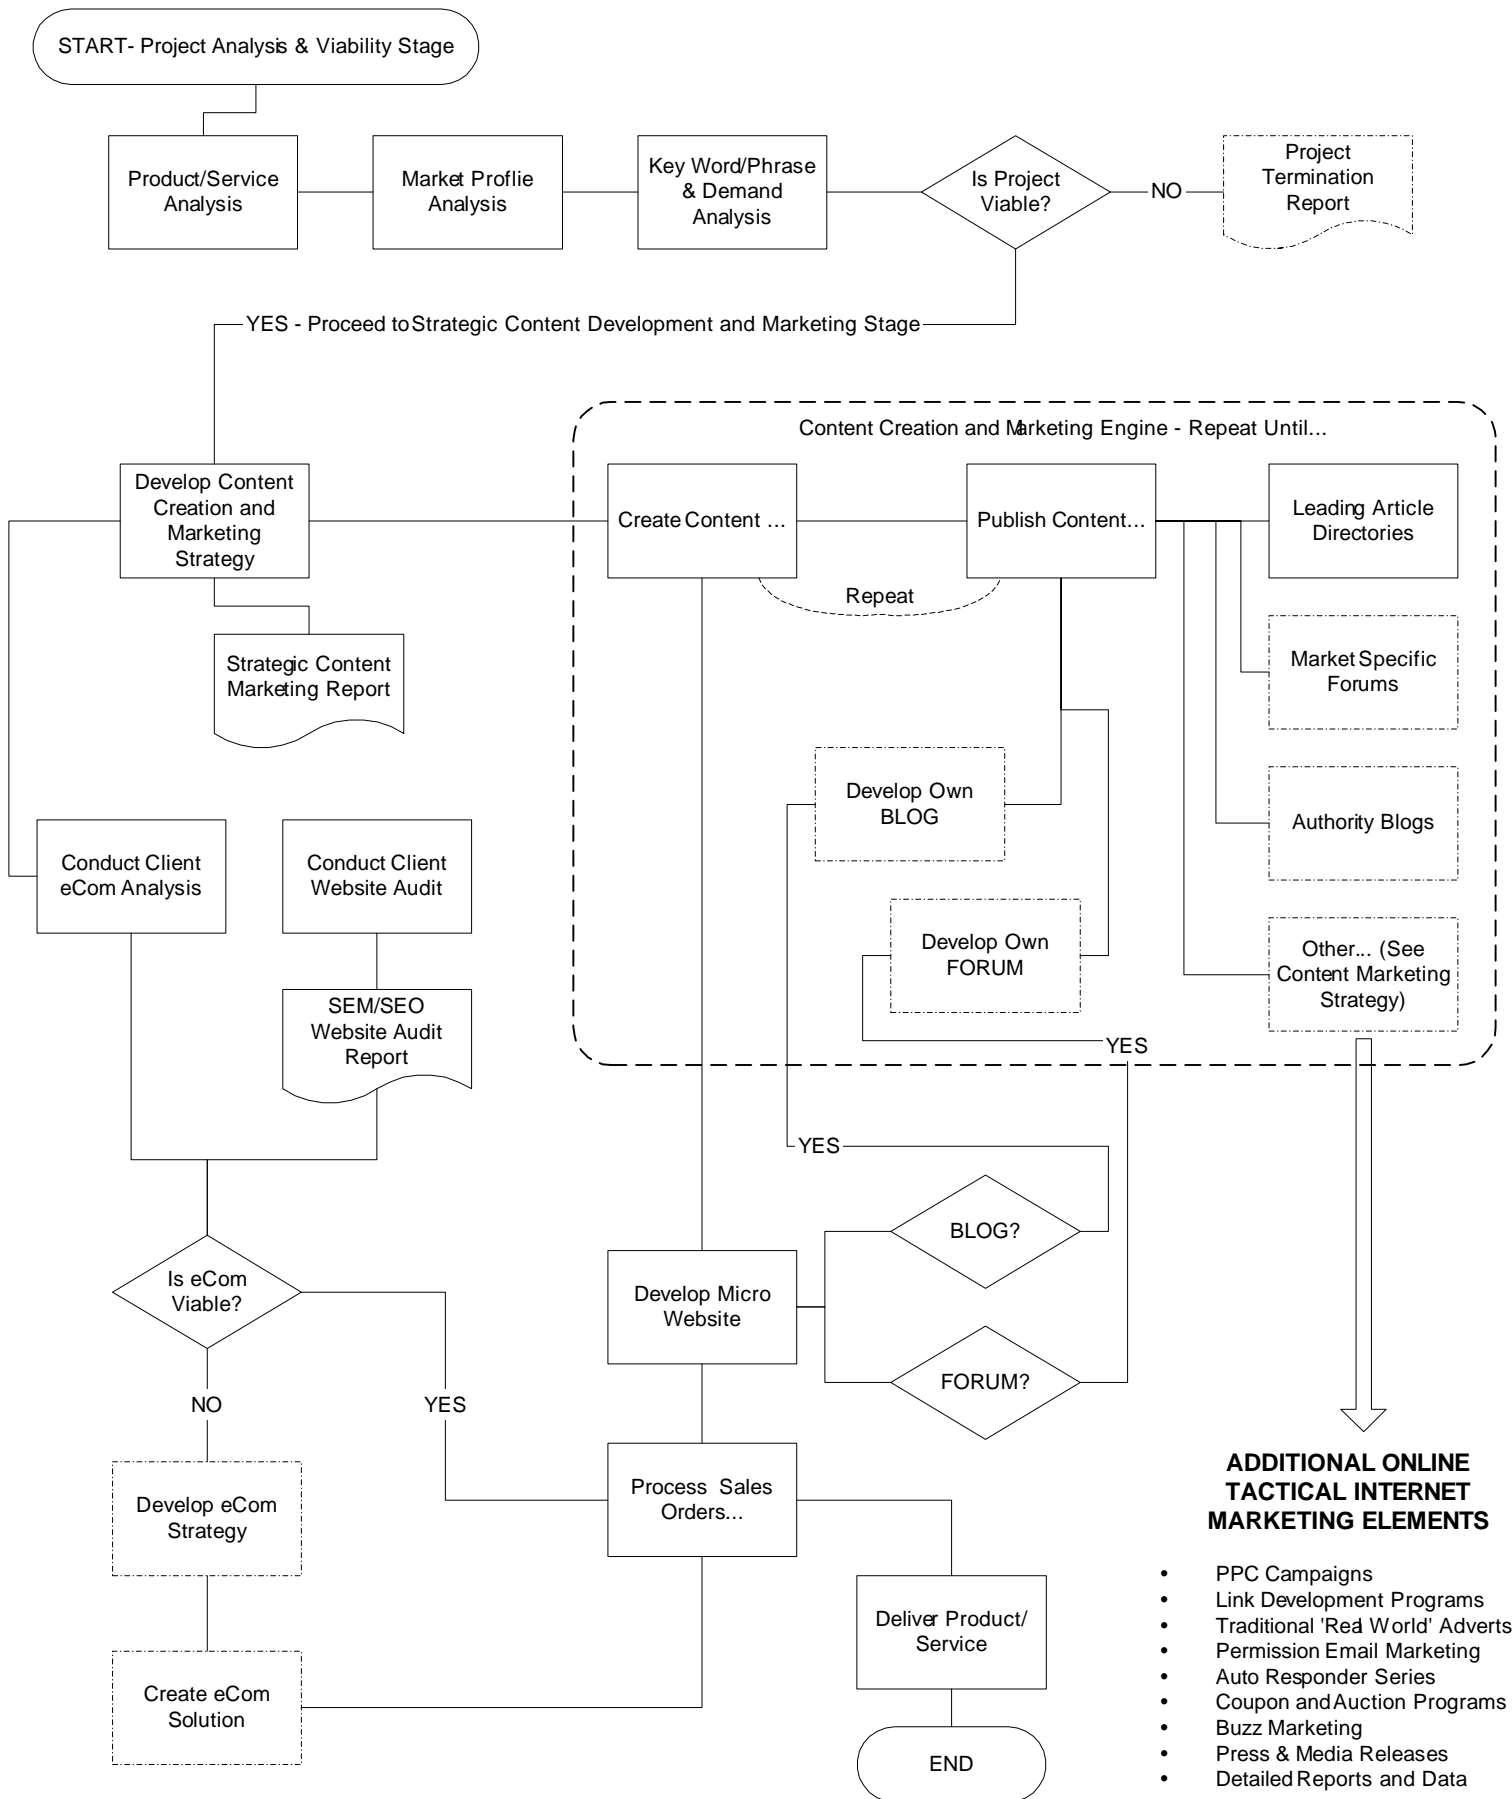 START- Project Analysis & Viability Stage
Product/Service
Analysis
Market Proflie
Analysis
Key Word/Phrase
& Demand
Analysis
Is Project
Viable?
NO
Project
Termination
Report
YES - Proceed to Strategic Content Development and Marketing Stage
Content Creation and Marketing Engine - Repeat Until...
Develop Content
Creation and
Marketing
Strategy
Create Content ...
Publish Content...
Leading Article
Directories
Repeat
Strategic Content
Marketing Report
Market Specific
Forums
Develop Own
BLOG
Authority Blogs
Conduct Client
eCom Analysis
Conduct Client
Website Audit
Develop Own
FORUM
Other... (See
Content Marketing
Strategy)
SEM/SEO
Website Audit
Report
YES
YES
BLOG?
Is eCom
Viable?
Develop Micro
Website
FORUM?
NO
YES
Process Sales
Orders...
Develop eCom
Strategy
ADDITIONAL ONLINE
TACTICAL INTERNET
MARKETING ELEMENTS
Deliver Product/
Service
Create eCom
Solution
END
• PPC Campaigns
• Link Development Programs
• Traditional 'Real World' Adverts
• Permission Email Marketing
• Auto Responder Series
• Coupon and Auction Programs
• Buzz Marketing
• Press & Media Releases
• Detailed Reports and Data